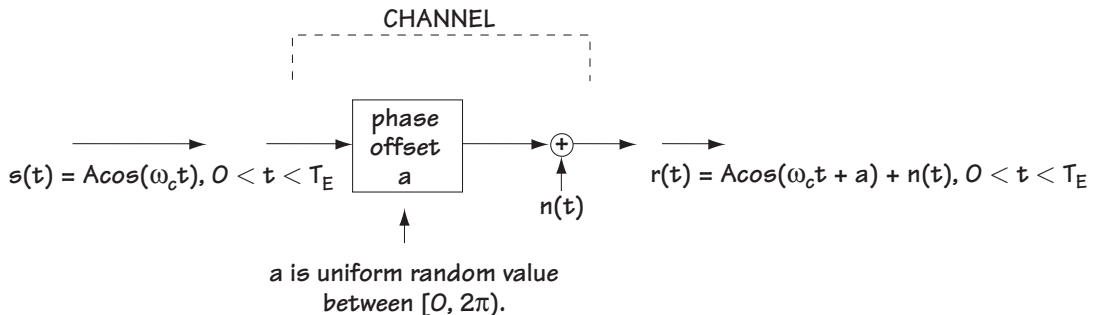 CHANNEL
phase
offset
a
+
s(t) = Acos(ω_c t), 0 < t < T_E
n(t)
r(t) = Acos(ω_c t + a) + n(t), 0 < t < T_E
a is uniform random value
between [0, 2π).